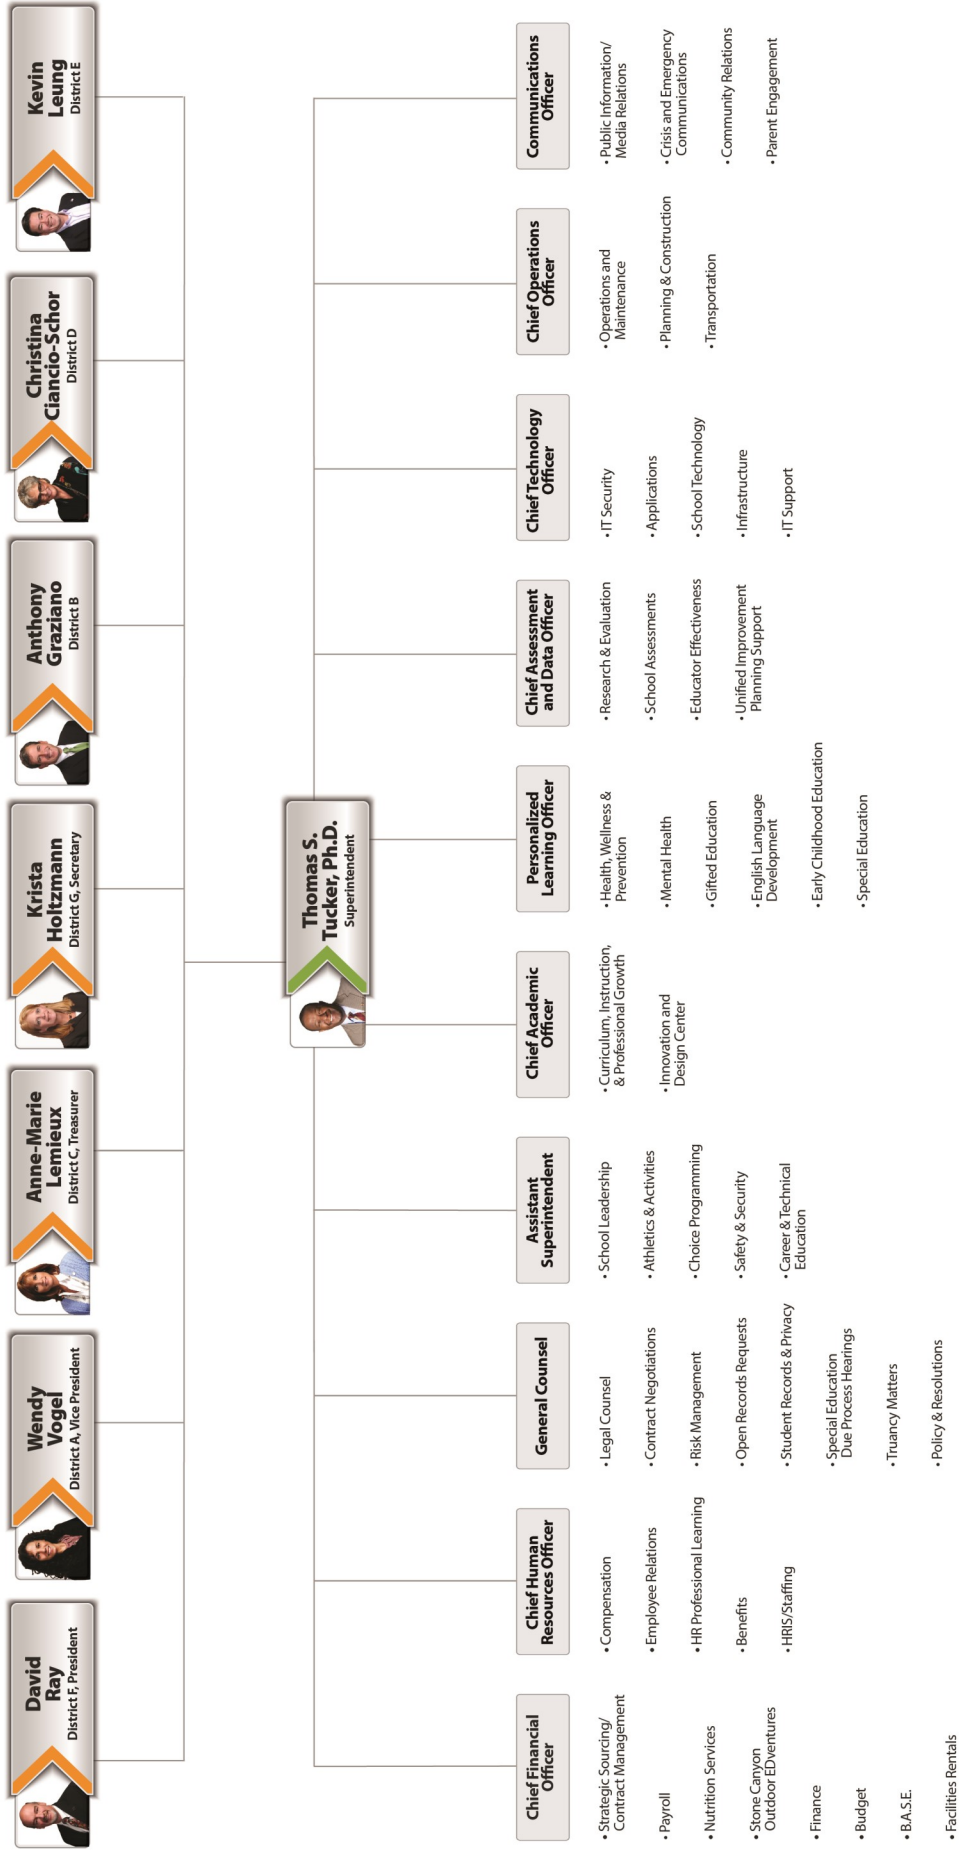 David
Ray
District F, President
Wendy
Vogel
District A, Vice President
Anne-Marie
Lemieux
District C, Treasurer
Krista
Holtzmann
District G, Secretary
Anthony
Graziano
District B
Christina
Ciancio-Schor
District D
Kevin
Leung
District E
Thomas S.
Tucker, Ph.D.
Superintendent
Chief Financial
Officer
• Strategic Sourcing/
Contract Management
• Payroll
• Nutrition Services
• Stone Canyon
Outdoor EDventures
• Finance
• Budget
• B.A.S.E.
• Facilities Rentals
Chief Human
Resources Officer
• Compensation
• Employee Relations
• HR Professional Learning
• Benefits
• HRIS/Staffing
General Counsel
• Legal Counsel
• Contract Negotiations
• Risk Management
• Open Records Requests
• Student Records & Privacy
• Special Education
Due Process Hearings
• Truancy Matters
• Policy & Resolutions
Assistant
Superintendent
• School Leadership
• Athletics & Activities
• Choice Programming
• Safety & Security
• Career & Technical
Education
Chief Academic
Officer
• Curriculum, Instruction,
& Professional Growth
• Innovation and
Design Center
Personalized
Learning Officer
• Health, Wellness &
Prevention
• Mental Health
• Gifted Education
• English Language
Development
• Early Childhood Education
• Special Education
Chief Assessment
and Data Officer
• Research & Evaluation
• School Assessments
• Educator Effectiveness
• Unified Improvement
Planning Support
Chief Technology
Officer
• IT Security
• Applications
• School Technology
• Infrastructure
• IT Support
Chief Operations
Officer
• Operations and
Maintenance
• Planning & Construction
• Transportation
Communications
Officer
• Public Information/
Media Relations
• Crisis and Emergency
Communications
• Community Relations
• Parent Engagement